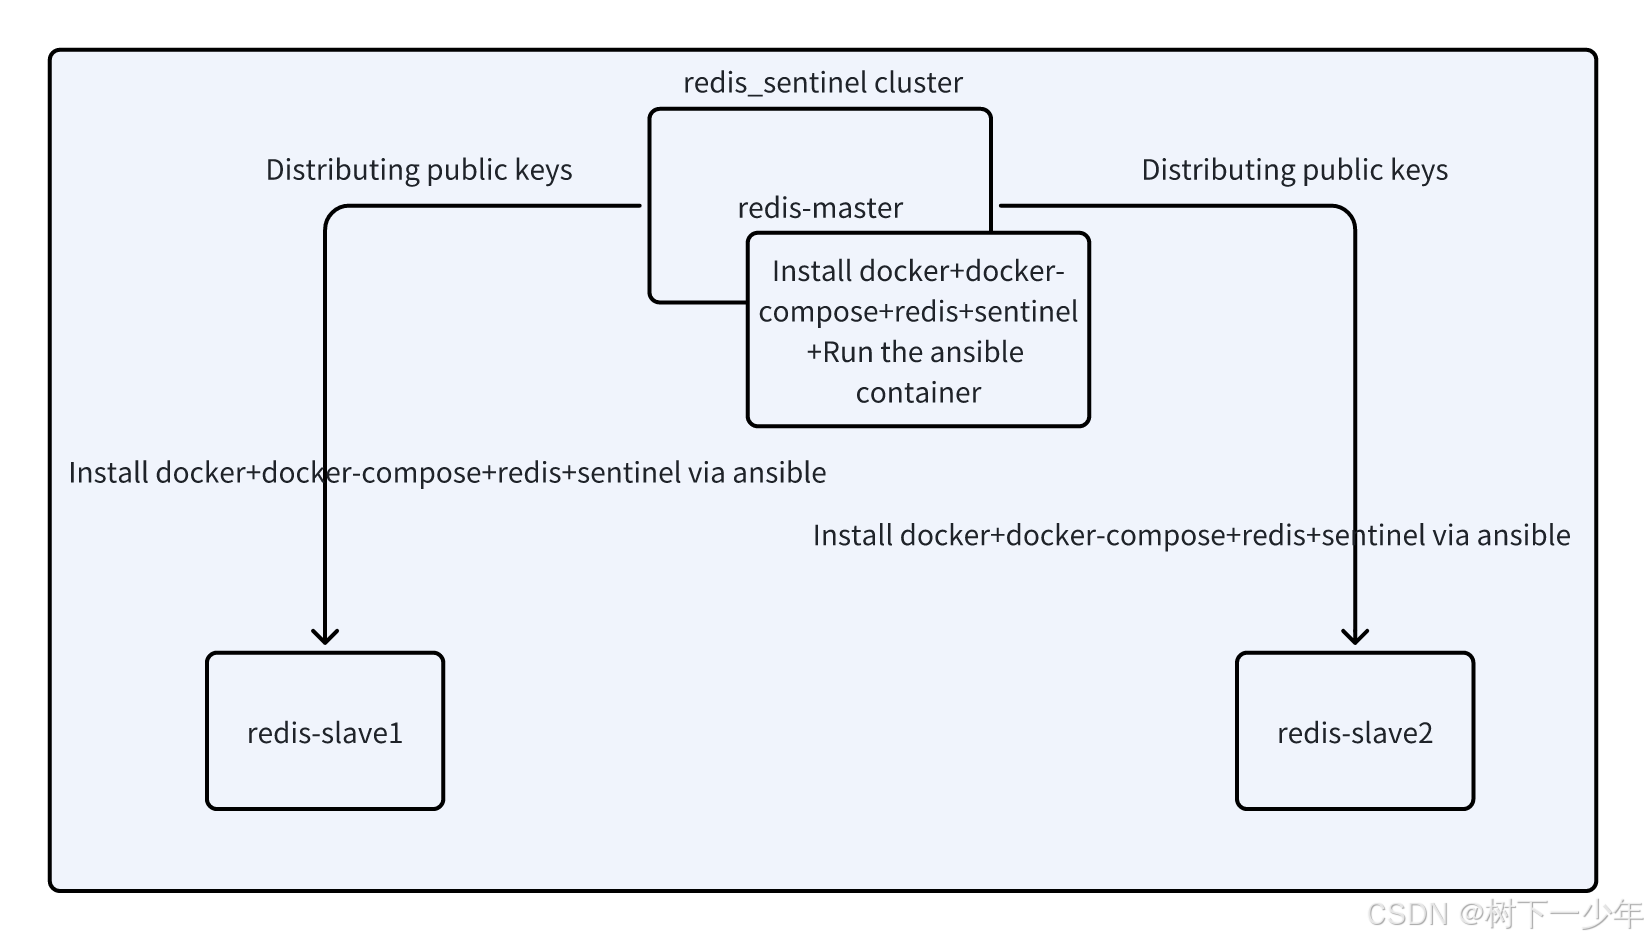 redis_sentinel cluster
Distributing public keys
Distributing public keys
redis-master
Install docker+docker-
compose+redis+sentinel
+Run the ansible
container
Install docker+docker-compose+redis+sentinel via ansible
Install docker+docker-compose+redis+sentinel via ansible
redis-slave1
redis-slave2
CSDN @树下一少年